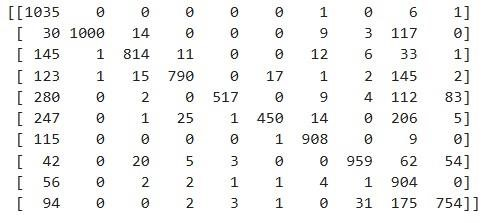 [[1035 0 0 0 0 0 1 0 6 1]
[ 30 1000 14 0 0 0 9 3 117 0]
[ 145 1 814 11 0 0 12 6 33 1]
[ 123 1 15 790 0 17 1 2 145 2]
[ 280 0 2 0 517 0 9 4 112 83]
[ 247 0 1 25 1 450 14 0 206 5]
[ 115 0 0 0 0 1 908 0 9 0]
[ 42 0 20 5 3 0 0 959 62 54]
[ 56 0 2 2 1 1 4 1 904 0]
[ 94 0 0 2 3 1 0 31 175 754]]